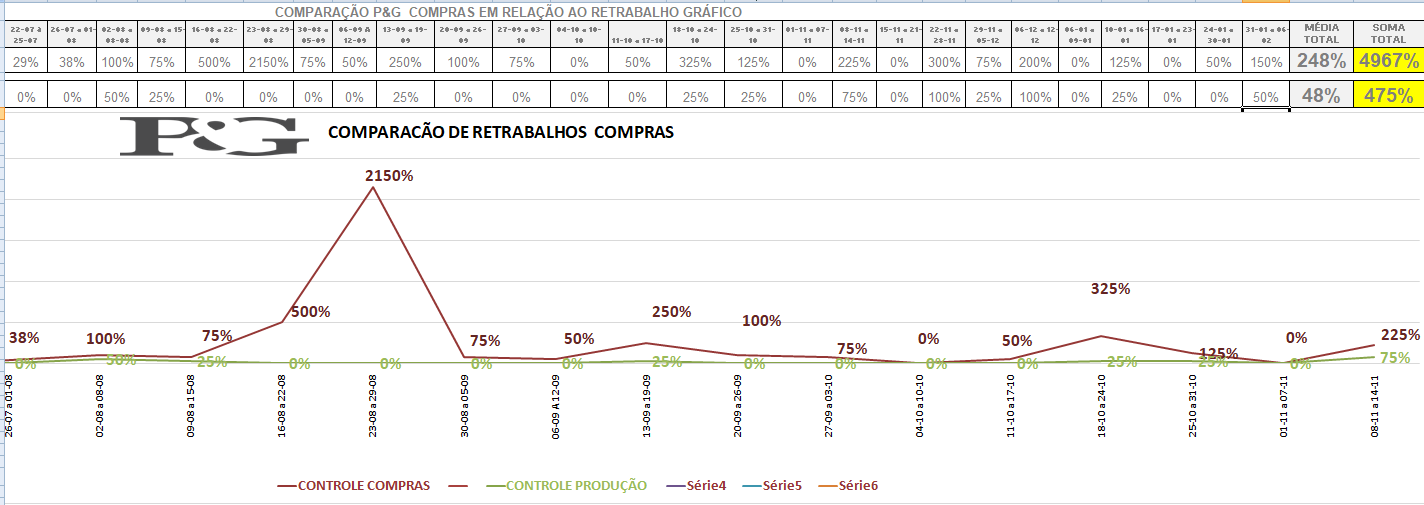 COMPARAÇÃO P&G COMPRAS EM RELAÇÃO AO RETRABALHO GRÁFICO
22-07 à 25-07 26-07 a 01-08 02-08 a 08-08 09-08 a 15-08 16-08 a 22-08 23-08 a 29-08 30-08 a 05-09 06-09 À 12-09 13-09 a 19-09 20-09 a 26-09 27-09 a 03-10 04-10 a 10-10 11-10 a 17-10 18-10 a 24-10 25-10 a 31-10 01-11 a 07-11 08-11 a 14-11 15-11 a 21-11 22-11 a 28-11 29-11 a 05-12 06-12 a 12-12 06-01 a 09-01 10-01 a 16-01 17-01 a 23-01 24-01 a 30-01 31-01 a 06-02 MÉDIA TOTAL SOMA TOTAL
29% 38% 100% 75% 500% 2150% 75% 50% 250% 100% 75% 0% 50% 325% 125% 0% 225% 0% 300% 75% 200% 0% 125% 0% 50% 150% 248% 4967%
0% 0% 50% 25% 0% 0% 0% 0% 25% 0% 0% 0% 0% 25% 25% 0% 75% 0% 100% 25% 100% 0% 25% 0% 0% 50% 48% 475%
P&G
COMPARACÃO DE RETRABALHOS COMPRAS
2150%
325%
500% 250% 100%
38% 100% 75% 75% 50% 75% 0% 50% 125% 0% 225%
0% 50% 25% 0% 0% 0% 0% 25% 0% 0% 0% 0% 25% 25% 0% 75%
26-07 a 01-08
02-08 a 08-08
09-08 a 15-08
16-08 a 22-08
23-08 a 29-08
30-08 a 05-09
06-09 À 12-09
13-09 a 19-09
20-09 a 26-09
27-09 a 03-10
04-10 a 10-10
11-10 a 17-10
18-10 a 24-10
25-10 a 31-10
01-11 a 07-11
08-11 a 14-11
CONTROLE COMPRAS CONTROLE PRODUÇÃO Série4 Série5 Série6